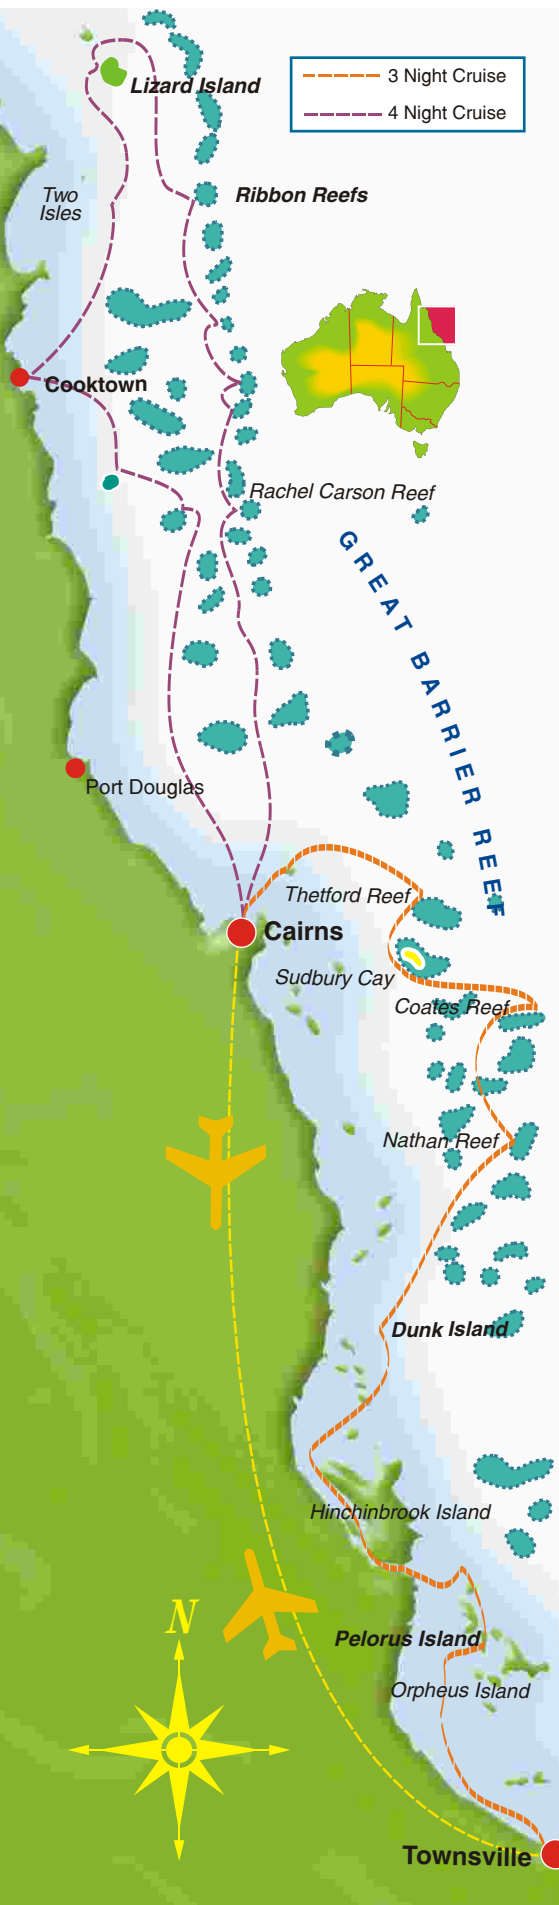 Lizard Island
3 Night Cruise
4 Night Cruise
Two
Isles
Ribbon Reefs
Cooktown
Rachel Carson Reef
GREAT BARRIER REEF
Port Douglas
Thetford Reef
Cairns
Sudbury Cay
Coates Reef
Nathan Reef
Dunk Island
Hinchinbrook Island
N
Pelorus Island
Orpheus Island
Townsville